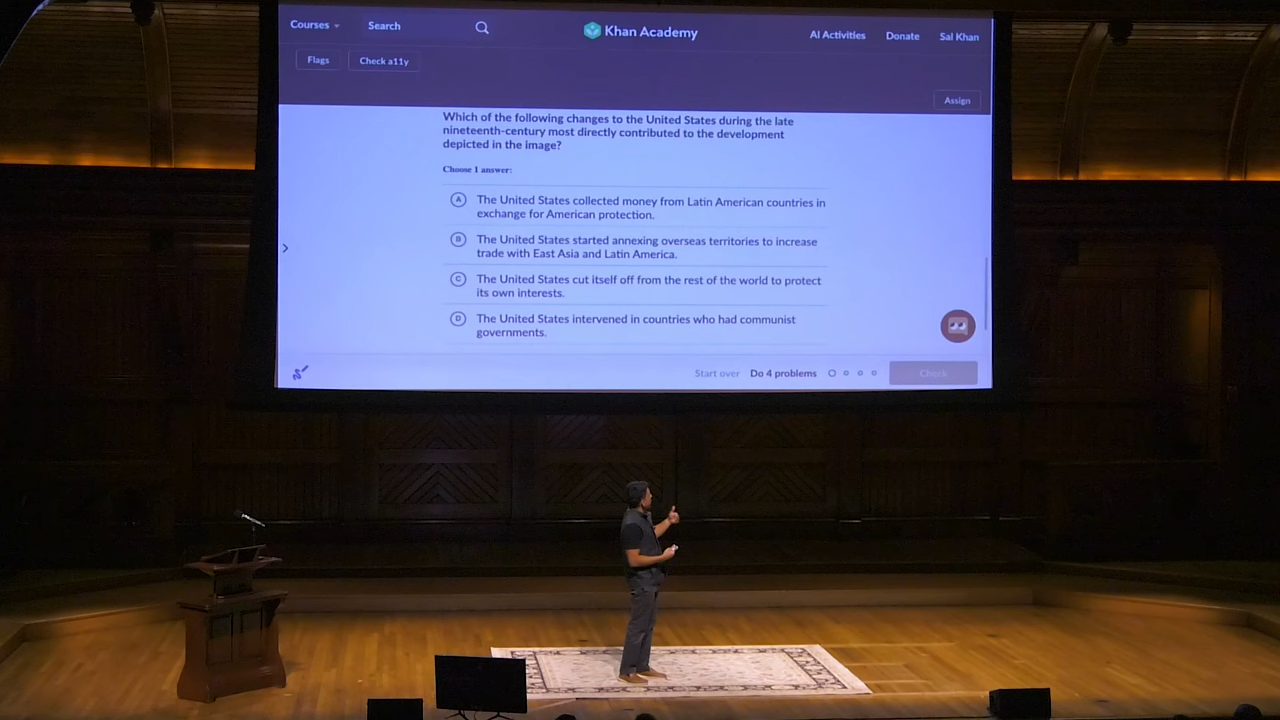 Courses
Search
Khan Academy
AI Activities
Donate
Sal Khan
Flags
Check a11y
Assign
Which of the following changes to the United States during the late
nineteenth-century most directly contributed to the development
depicted in the image?
Choose 1 answer:
A
The United States collected money from Latin American countries in
exchange for American protection.
B
The United States started annexing overseas territories to increase
trade with East Asia and Latin America.
C
The United States cut itself off from the rest of the world to protect
its own interests.
D
The United States intervened in countries who had communist
governments.
Start over
Do 4 problems
Check